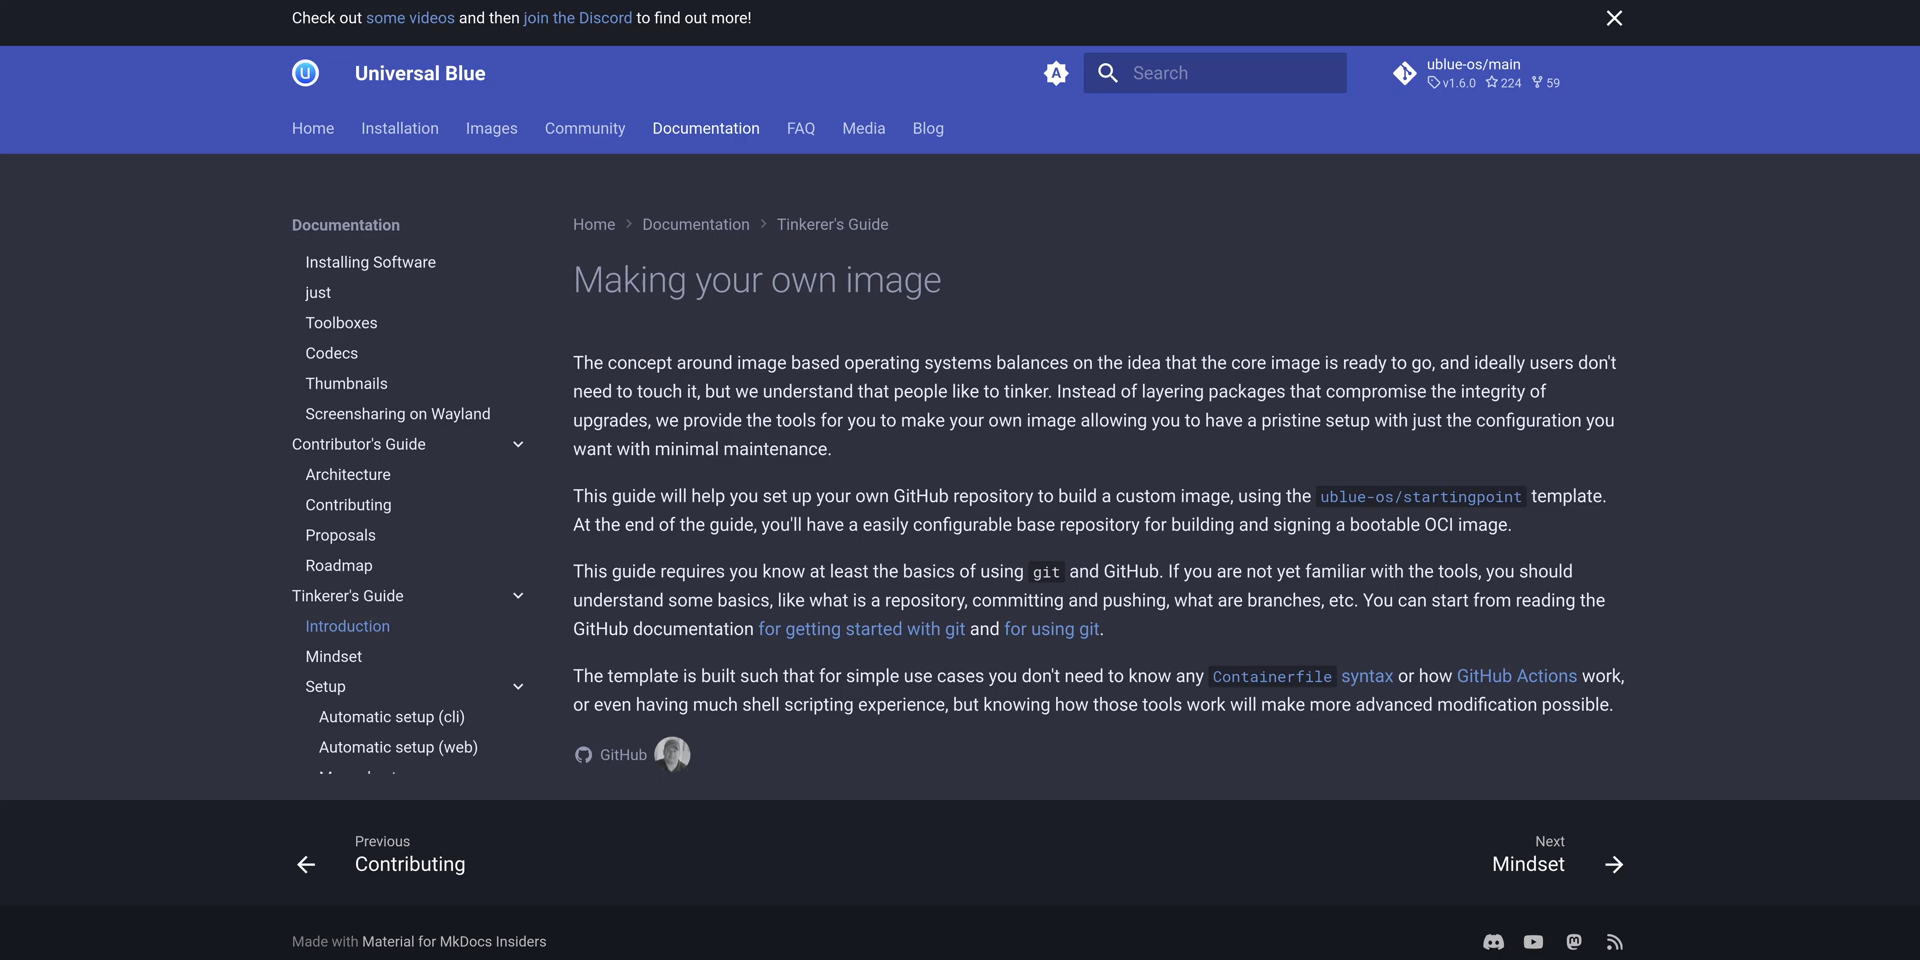 Check out some videos and then join the Discord to find out more!
U
Universal Blue
A
Search
ublue-os/main
v1.6.0 224 59
Home Installation Images Community Documentation FAQ Media Blog
Documentation
Installing Software
just
Toolboxes
Codecs
Thumbnails
Screensharing on Wayland
Contributor's Guide
Architecture
Contributing
Proposals
Roadmap
Tinkerer's Guide
Introduction
Mindset
Setup
Automatic setup (cli)
Automatic setup (web)
Home > Documentation > Tinkerer's Guide
Making your own image
The concept around image based operating systems balances on the idea that the core image is ready to go, and ideally users don't
need to touch it, but we understand that people like to tinker. Instead of layering packages that compromise the integrity of
upgrades, we provide the tools for you to make your own image allowing you to have a pristine setup with just the configuration you
want with minimal maintenance.
This guide will help you set up your own GitHub repository to build a custom image, using the ublue-os/startingpoint template.
At the end of the guide, you'll have a easily configurable base repository for building and signing a bootable OCI image.
This guide requires you know at least the basics of using git and GitHub. If you are not yet familiar with the tools, you should
understand some basics, like what is a repository, committing and pushing, what are branches, etc. You can start from reading the
GitHub documentation for getting started with git and for using git.
The template is built such that for simple use cases you don't need to know any Containerfile syntax or how GitHub Actions work,
or even having much shell scripting experience, but knowing how those tools work will make more advanced modification possible.
GitHub
Previous
Contributing
Next
Mindset
Made with Material for MkDocs Insiders